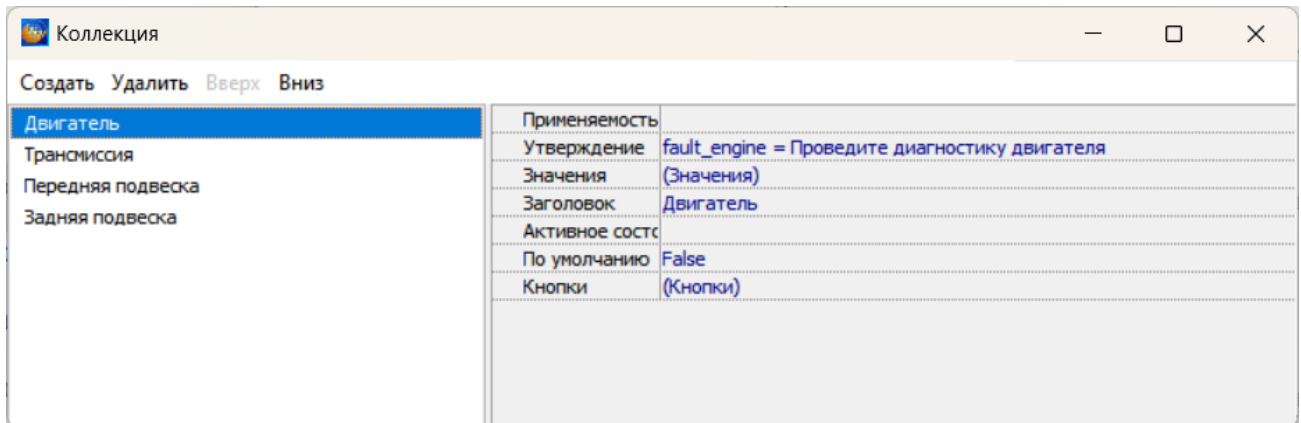 Коллекция
Создать Удалить Вверх Вниз
Двигатель
Трансмиссия
Передняя подвеска
Задняя подвеска
Применяемость
Утверждение fault_engine = Проведите диагностику двигателя
Значения (Значения)
Заголовок Двигатель
Активное состо
По умолчанию False
Кнопки (Кнопки)